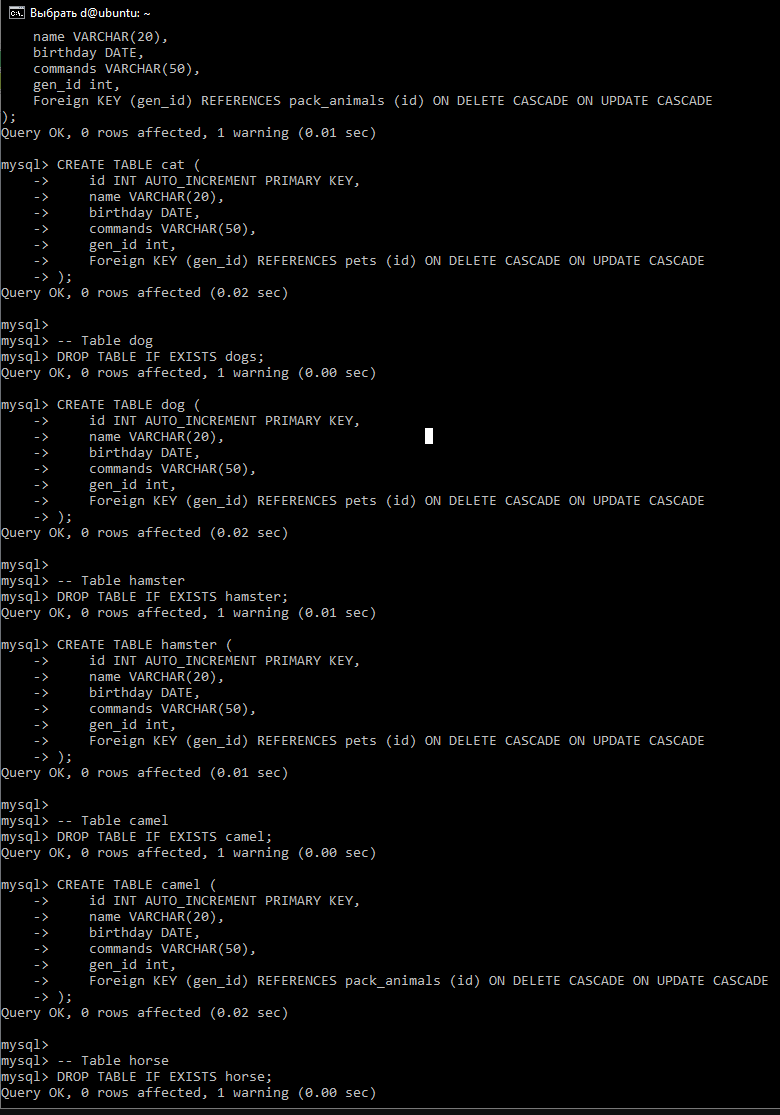 C:\. Выбрать d@ubuntu: ~
    name VARCHAR(20),
    birthday DATE,
    commands VARCHAR(50),
    gen_id int,
    Foreign KEY (gen_id) REFERENCES pack_animals (id) ON DELETE CASCADE ON UPDATE CASCADE
);
Query OK, 0 rows affected, 1 warning (0.01 sec)

mysql> CREATE TABLE cat (
    ->     id INT AUTO_INCREMENT PRIMARY KEY,
    ->     name VARCHAR(20),
    ->     birthday DATE,
    ->     commands VARCHAR(50),
    ->     gen_id int,
    ->     Foreign KEY (gen_id) REFERENCES pets (id) ON DELETE CASCADE ON UPDATE CASCADE
    -> );
Query OK, 0 rows affected (0.02 sec)

mysql>
mysql> -- Table dog
mysql> DROP TABLE IF EXISTS dogs;
Query OK, 0 rows affected, 1 warning (0.00 sec)

mysql> CREATE TABLE dog (
    ->     id INT AUTO_INCREMENT PRIMARY KEY,
    ->     name VARCHAR(20),
    ->     birthday DATE,
    ->     commands VARCHAR(50),
    ->     gen_id int,
    ->     Foreign KEY (gen_id) REFERENCES pets (id) ON DELETE CASCADE ON UPDATE CASCADE
    -> );
Query OK, 0 rows affected (0.02 sec)

mysql>
mysql> -- Table hamster
mysql> DROP TABLE IF EXISTS hamster;
Query OK, 0 rows affected, 1 warning (0.01 sec)

mysql> CREATE TABLE hamster (
    ->     id INT AUTO_INCREMENT PRIMARY KEY,
    ->     name VARCHAR(20),
    ->     birthday DATE,
    ->     commands VARCHAR(50),
    ->     gen_id int,
    ->     Foreign KEY (gen_id) REFERENCES pets (id) ON DELETE CASCADE ON UPDATE CASCADE
    -> );
Query OK, 0 rows affected (0.01 sec)

mysql>
mysql> -- Table camel
mysql> DROP TABLE IF EXISTS camel;
Query OK, 0 rows affected, 1 warning (0.00 sec)

mysql> CREATE TABLE camel (
    ->     id INT AUTO_INCREMENT PRIMARY KEY,
    ->     name VARCHAR(20),
    ->     birthday DATE,
    ->     commands VARCHAR(50),
    ->     gen_id int,
    ->     Foreign KEY (gen_id) REFERENCES pack_animals (id) ON DELETE CASCADE ON UPDATE CASCADE
    -> );
Query OK, 0 rows affected (0.02 sec)

mysql>
mysql> -- Table horse
mysql> DROP TABLE IF EXISTS horse;
Query OK, 0 rows affected, 1 warning (0.00 sec)